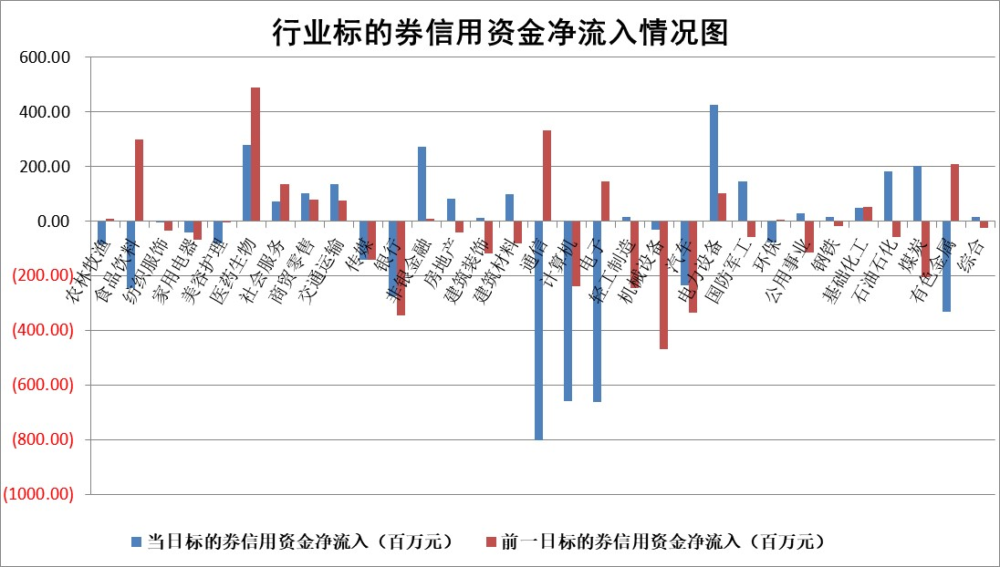 行业标的券信用资金净流入情况图
600.00
400.00
200.00
0.00
(200.00)
(400.00)
(600.00)
(800.00)
(1000.00)
农林牧渔
食品饮料
纺织服饰
家用电器
美容护理
医药生物
社会服务
商贸零售
交通运输
传媒
银行
非银金融
房地产
建筑装饰
建筑材料
通信
计算机
电子
轻工制造
机械设备
汽车
电力设备
国防军工
环保
公用事业
钢铁
基础化工
石油石化
煤炭
有色金属
综合
当日标的券信用资金净流入（百万元）
前一日标的券信用资金净流入（百万元）